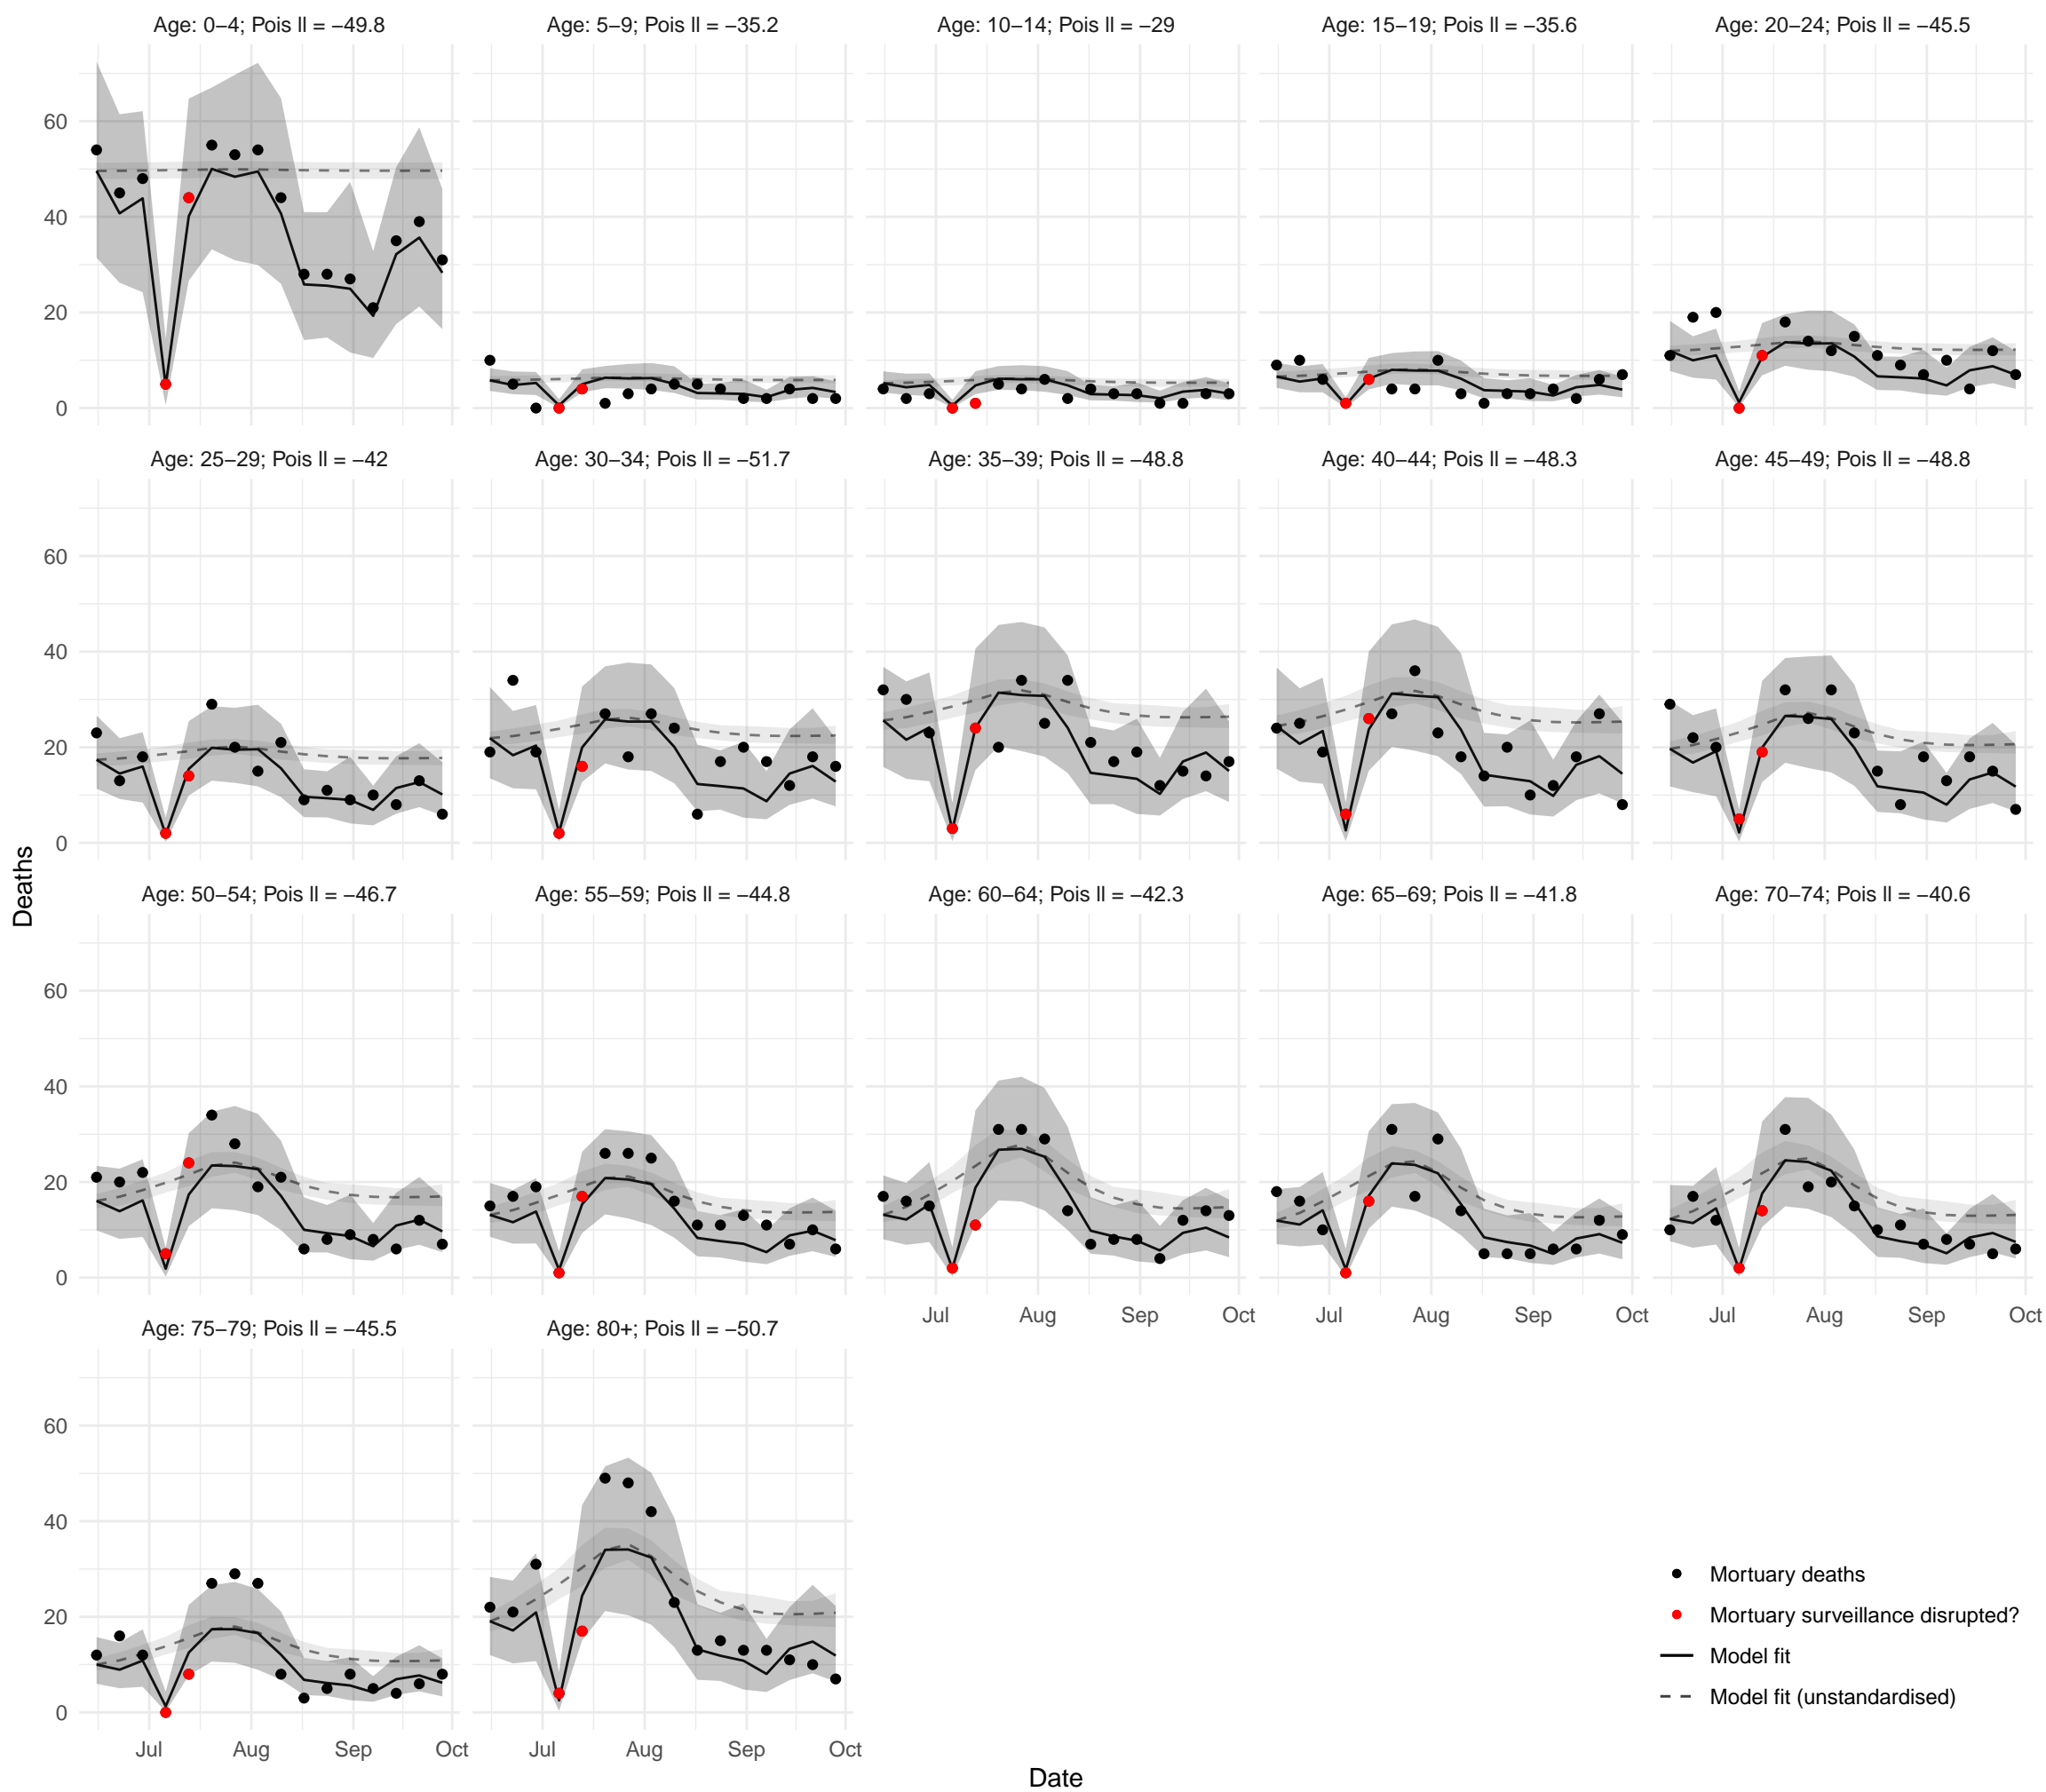 Age: 0−4; Pois ll = −49.8
Age: 5−9; Pois ll = −35.2
Age: 10−14; Pois ll = −29
Age: 15−19; Pois ll = −35.6
Age: 20−24; Pois ll = −45.5
60
40
20
0
Age: 25−29; Pois ll = −42
Age: 30−34; Pois ll = −51.7
Age: 35−39; Pois ll = −48.8
Age: 40−44; Pois ll = −48.3
Age: 45−49; Pois ll = −48.8
60
40
20
0
Deaths
Age: 50−54; Pois ll = −46.7
Age: 55−59; Pois ll = −44.8
Age: 60−64; Pois ll = −42.3
Age: 65−69; Pois ll = −41.8
Age: 70−74; Pois ll = −40.6
60
40
20
0
Jul Aug Sep Oct
Jul Aug Sep Oct
Jul Aug Sep Oct
Age: 75−79; Pois ll = −45.5
Age: 80+; Pois ll = −50.7
60
40
20
0
Jul Aug Sep Oct
Jul Aug Sep Oct
Mortuary deaths
Mortuary surveillance disrupted?
Model fit
Model fit (unstandardised)
Date